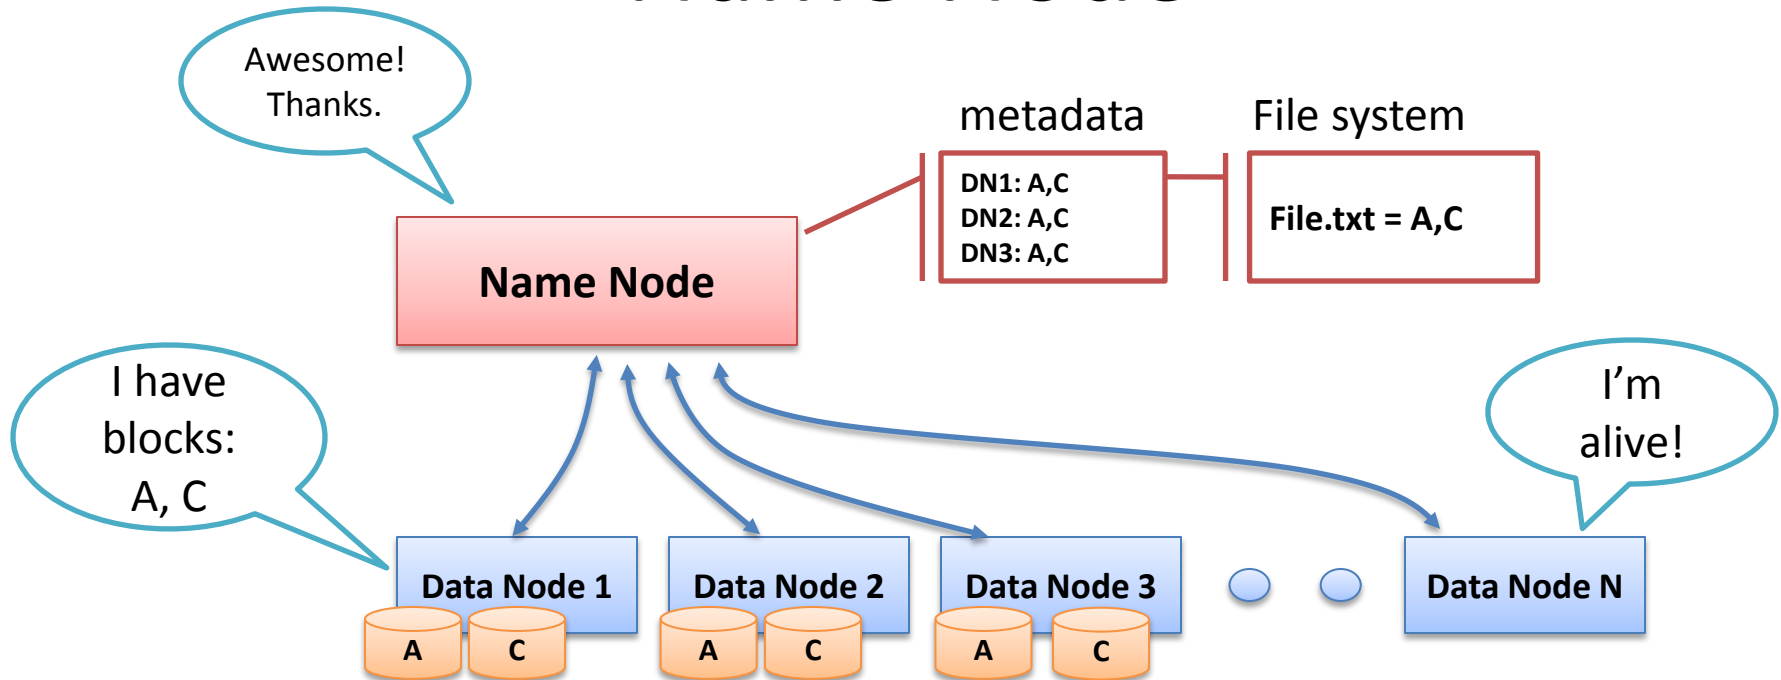 Awesome!
Thanks.
metadata
File system
DN1: A,C
DN2: A,C
DN3: A,C
File.txt = A,C
Name Node
I have
blocks:
A, C
I’m
alive!
Data Node 1
Data Node 2
Data Node 3
Data Node N
A
C
A
C
A
C